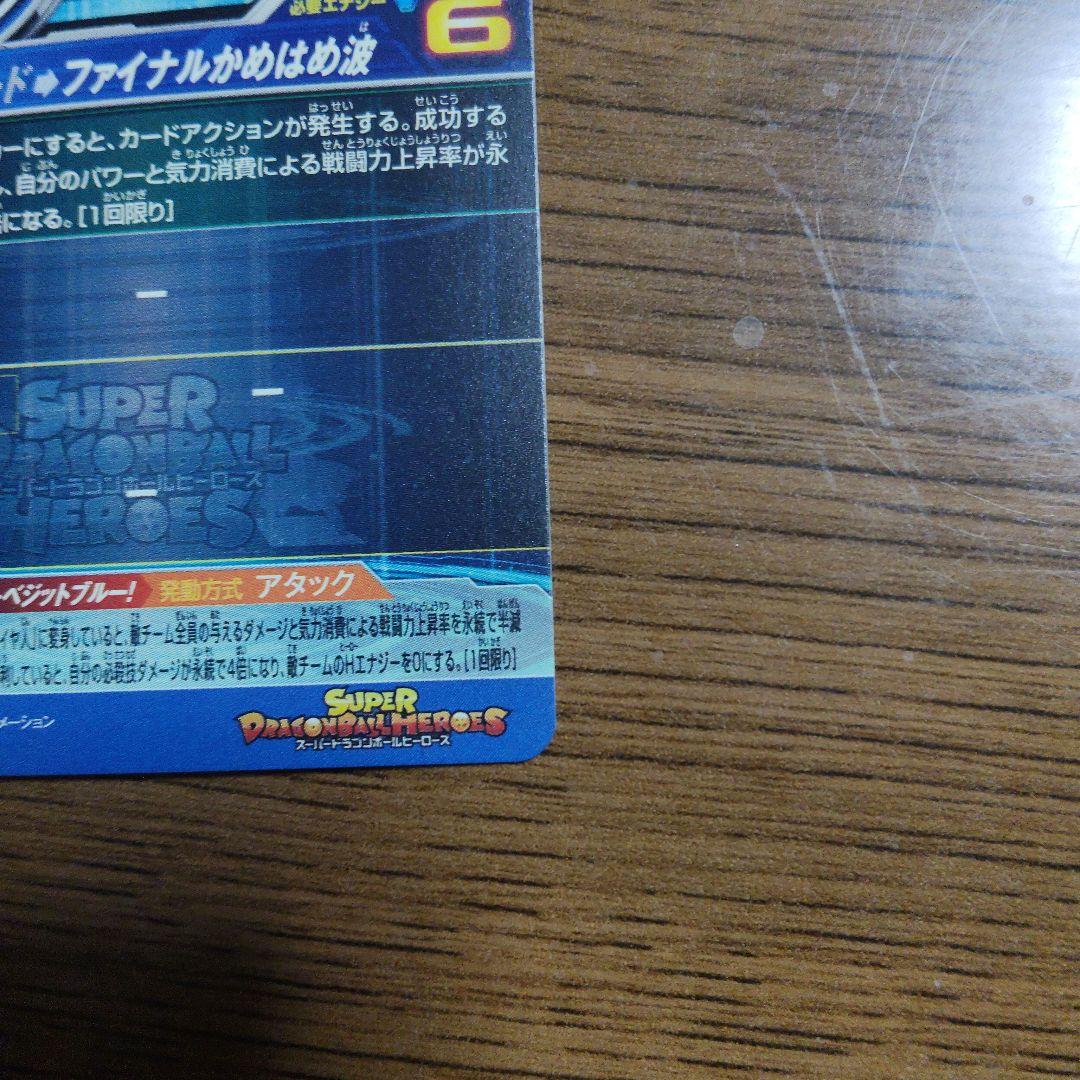 必要エナジー
6
ド➡ファイナルかめはめ波
ーにすると、カードアクションが発生する。成功する
、自分のパワーと気力消費による戦闘力上昇率が永
倍になる。[1回限り]
SUPER
DRAGONBALL
スーパードラゴンボールヒーローズ
HEROES
ベジットブルー! 発動方式 アタック
イヤ人」に変身していると、敵チーム全員の与えるダメージと気力消費による戦闘力上昇率を永続で半減
していると、自分の必殺技ダメージが永続で4倍になり、敵チームのHエナジーを0にする。[1回限り]
メーション
SUPER
DRAGONBALL HEROES
スーパードラゴンボールヒーローズ